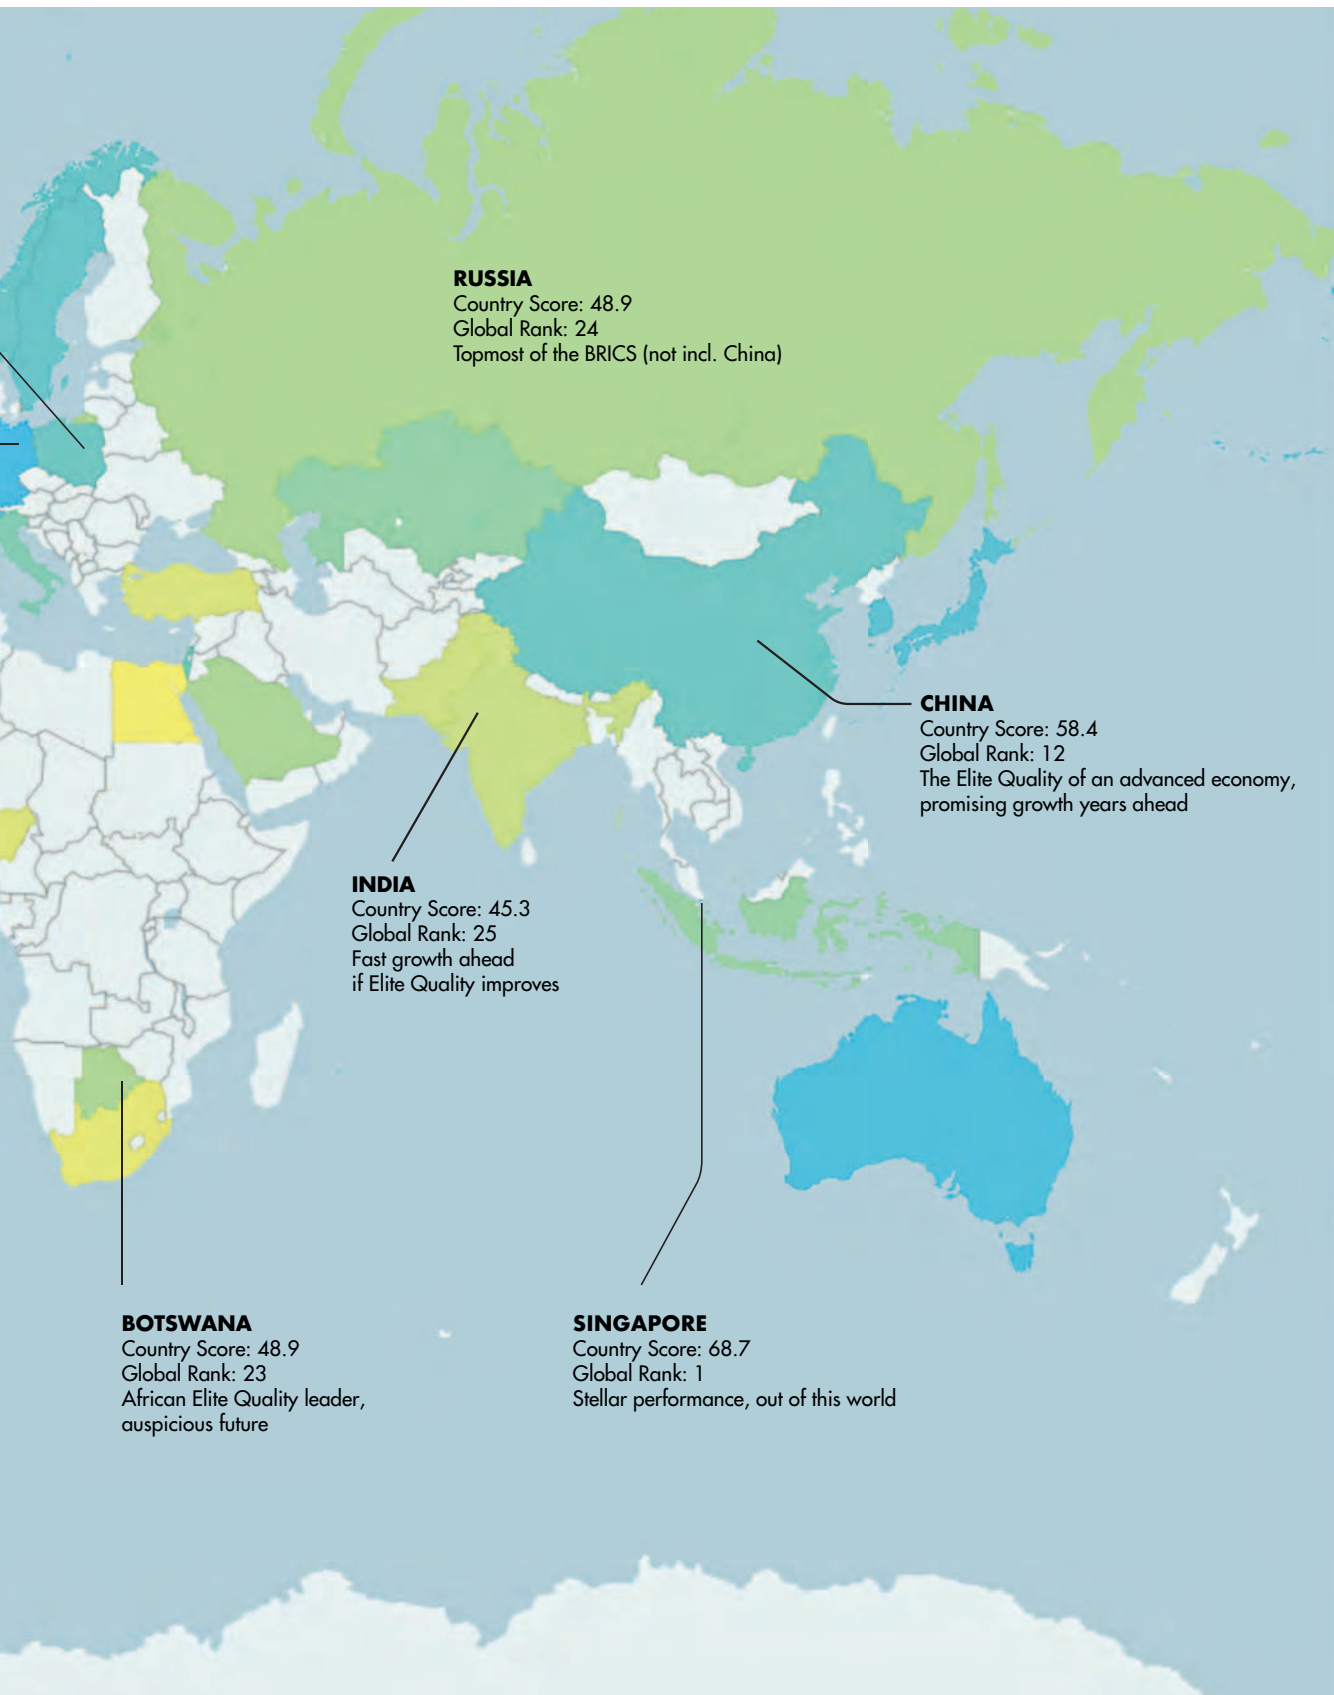 RUSSIA
Country Score: 48.9
Global Rank: 24
Topmost of the BRICS (not incl. China)
CHINA
Country Score: 58.4
Global Rank: 12
The Elite Quality of an advanced economy,
promising growth years ahead
INDIA
Country Score: 45.3
Global Rank: 25
Fast growth ahead
if Elite Quality improves
BOTSWANA
Country Score: 48.9
Global Rank: 23
African Elite Quality leader,
auspicious future
SINGAPORE
Country Score: 68.7
Global Rank: 1
Stellar performance, out of this world